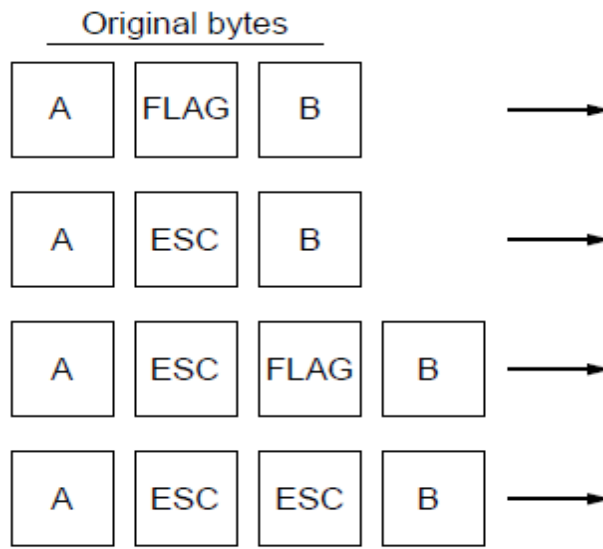 Original bytes
A FLAG B
A ESC B
A ESC FLAG B
A ESC ESC B